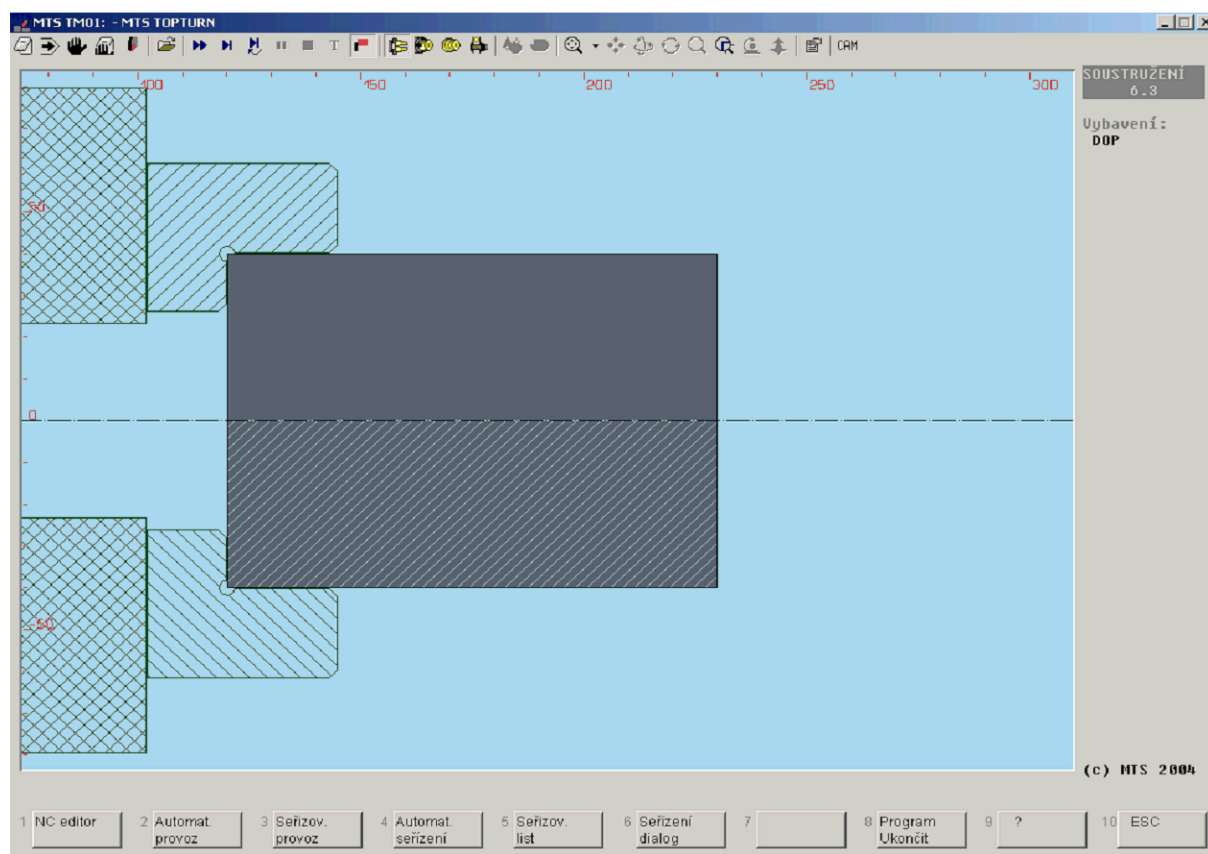 MTS TM01: - MTS TOPTURN
T CAM
100 150 200 250 300
SOUSTRUŽENÍ
6.3
Vybavení:
DOP
50
0
-50
(c) MTS 2004
1 NC editor 2 Automat. 3 Seřizov. 4 Automat. 5 Seřizov. 6 Seřízení 7 8 Program 9 ? 10 ESC
provoz provoz seřízení list dialog Ukončit